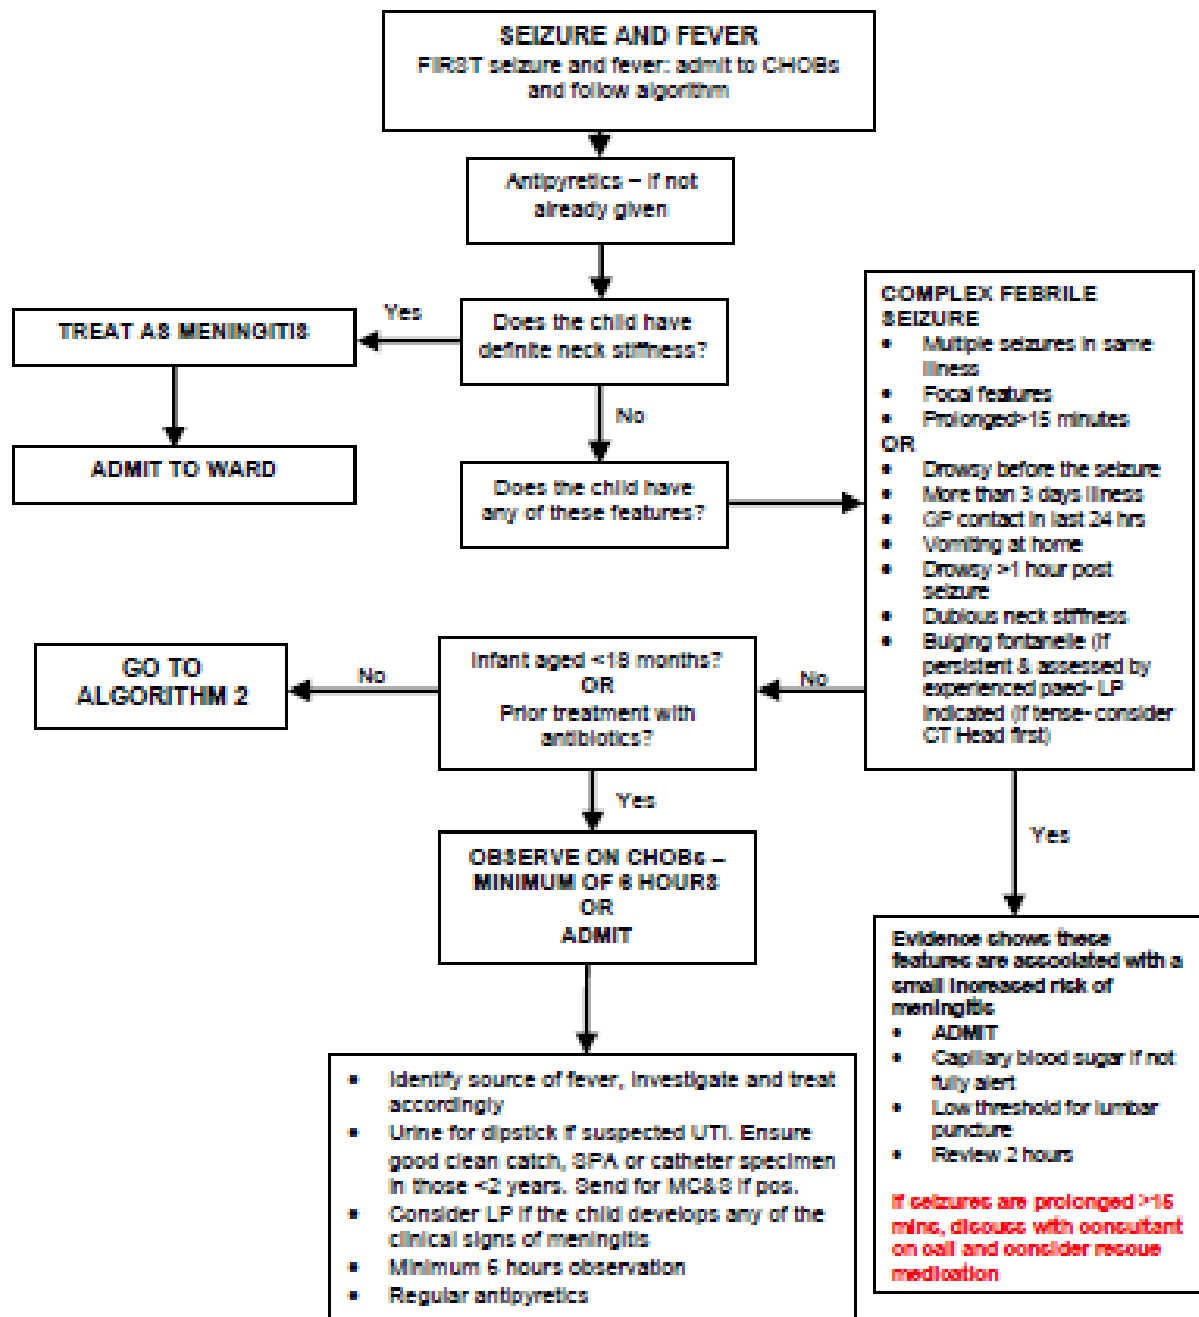 SEIZURE AND FEVER
FIRST seizure and fever: admit to CHOBs
and follow algorithm
Antipyretics – if not
already given
Does the child have
definite neck stiffness?
Yes
TREAT AS MENINGITIS
ADMIT TO WARD
No
Does the child have
any of these features?
COMPLEX FEBRILE
SEIZURE
• Multiple seizures in same
illness
• Focal features
• Prolonged>15 minutes
OR
• Drowsy before the seizure
• More than 3 days illness
• GP contact in last 24 hrs
• Vomiting at home
• Drowsy >1 hour post
seizure
• Dubious neck stiffness
• Bulging fontanelle (if
persistent & assessed by
experienced paed- LP
indicated (if tense- consider
CT Head first)
No
Infant aged <18 months?
OR
Prior treatment with
antibiotics?
No
GO TO
ALGORITHM 2
Yes
OBSERVE ON CHOBs –
MINIMUM OF 6 HOURS
OR
ADMIT
• Identify source of fever, investigate and treat
accordingly
• Urine for dipstick if suspected UTI. Ensure
good clean catch, SPA or catheter specimen
in those <2 years. Send for MC&S if pos.
• Consider LP if the child develops any of the
clinical signs of meningitis
• Minimum 6 hours observation
• Regular antipyretics
Yes
Evidence shows these
features are associated with a
small increased risk of
meningitis
• ADMIT
• Capillary blood sugar if not
fully alert
• Low threshold for lumbar
puncture
• Review 2 hours
If seizures are prolonged >15
mins, discuss with consultant
on call and consider rescue
medication